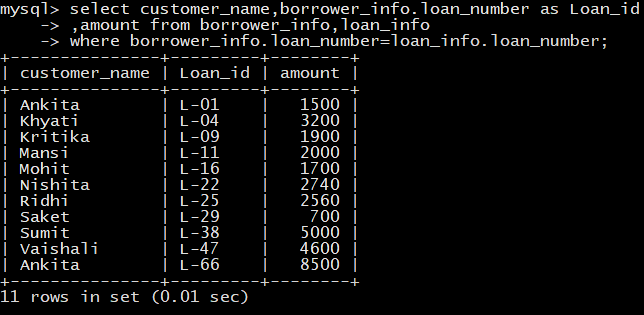 mysql> select customer_name,borrower_info.loan_number as Loan_id
    -> ,amount from borrower_info,loan_info
    -> where borrower_info.loan_number=loan_info.loan_number;
+---------------+---------+--------+
| customer_name | Loan_id | amount |
+---------------+---------+--------+
| Ankita        | L-01    |   1500 |
| Khyati        | L-04    |   3200 |
| Kritika       | L-09    |   1900 |
| Mansi         | L-11    |   2000 |
| Mohit         | L-16    |   1700 |
| Nishita       | L-22    |   2740 |
| Ridhi         | L-25    |   2560 |
| Saket         | L-29    |    700 |
| Sumit         | L-38    |   5000 |
| Vaishali      | L-47    |   4600 |
| Ankita        | L-66    |   8500 |
+---------------+---------+--------+
11 rows in set (0.01 sec)